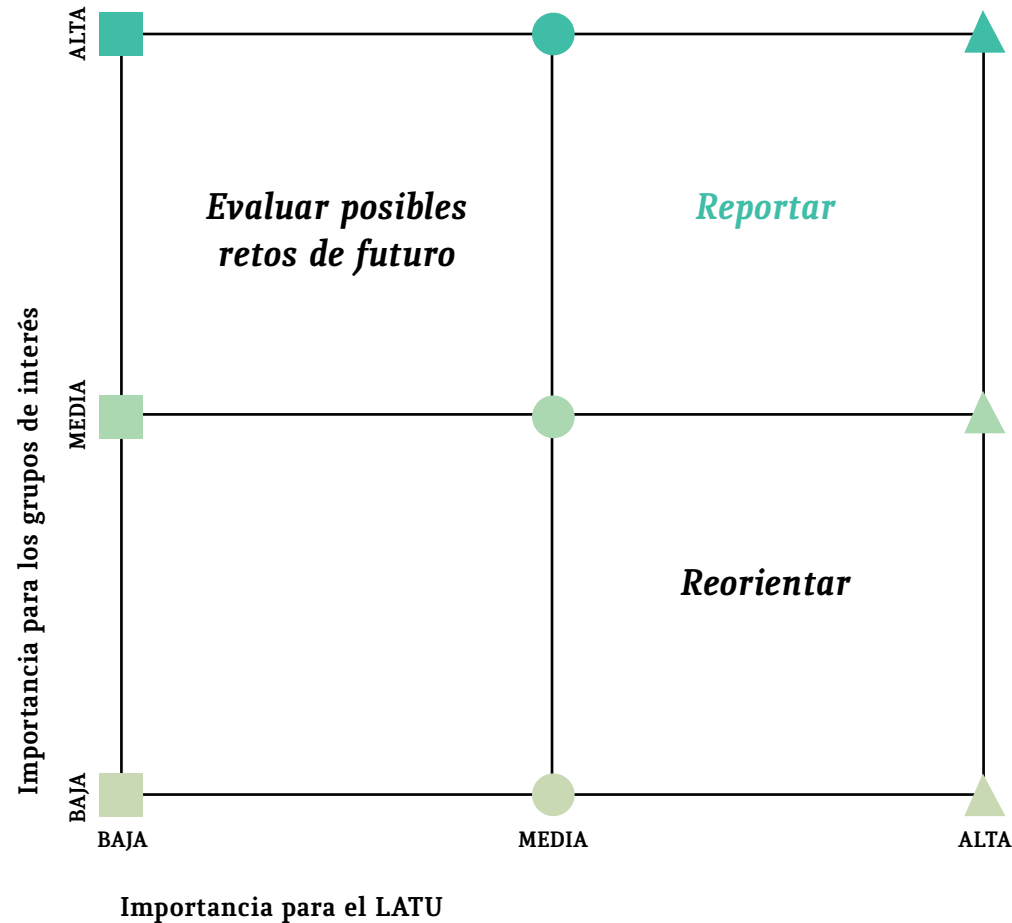 ALTA
Evaluar posibles
retos de futuro
Reportar
Importancia para los grupos de interés
MEDIA
Reorientar
BAJA
BAJA
MEDIA
ALTA
Importancia para el LATU